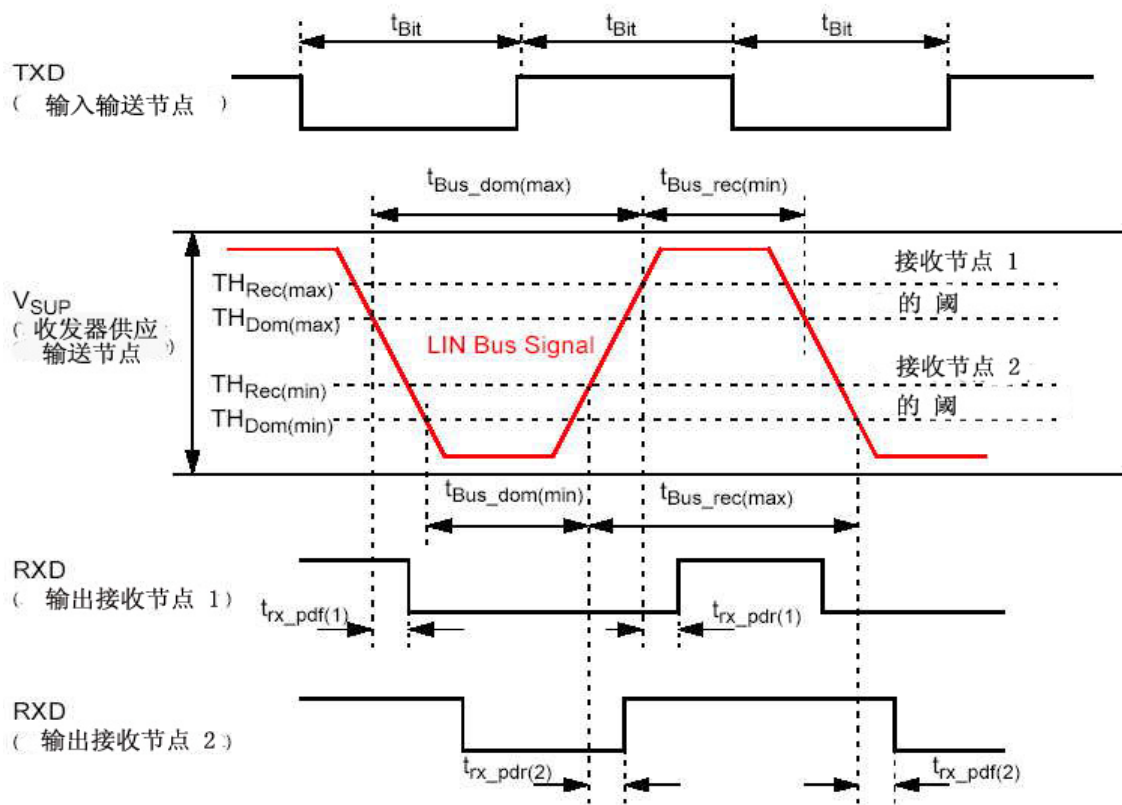 tBit tBit tBit
TXD
( 输入输送节点 )
tBus_dom(max) tBus_rec(min)
THRec(max)
接收节点 1
的 阈
THDom(max)
VSUP
( 收发器供应
输送节点 )
LIN Bus Signal
THRec(min)
接收节点 2
的 阈
THDom(min)
tBus_dom(min) tBus_rec(max)
RXD
( 输出接收节点 1)
trx_pdf(1) trx_pdr(1)
RXD
( 输出接收节点 2)
trx_pdr(2) trx_pdf(2)